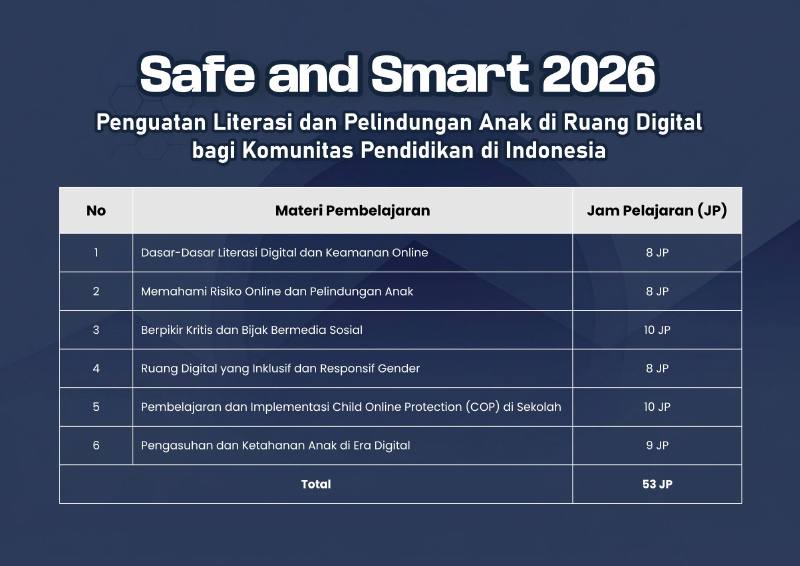 Safe and Smart 2026
Penguatan Literasi dan Pelindungan Anak di Ruang Digital
bagi Komunitas Pendidikan di Indonesia
No Materi Pembelajaran Jam Pelajaran (JP)
1 Dasar-Dasar Literasi Digital dan Keamanan Online 8 JP
2 Memahami Risiko Online dan Pelindungan Anak 8 JP
3 Berpikir Kritis dan Bijak Bermedia Sosial 10 JP
4 Ruang Digital yang Inklusif dan Responsif Gender 8 JP
5 Pembelajaran dan Implementasi Child Online Protection (COP) di Sekolah 10 JP
6 Pengasuhan dan Ketahanan Anak di Era Digital 9 JP
Total 53 JP